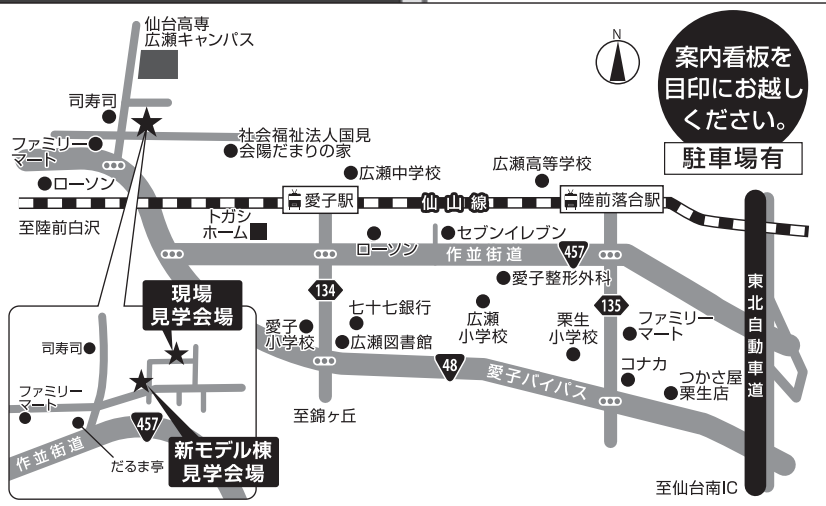 仙台高専
広瀬キャンパス
N
案内看板を
目印にお越し
ください。
駐車場有
司寿司
ファミリー
マート
社会福祉法人国見
会陽だまりの家
広瀬中学校
広瀬高等学校
ローソン
愛子駅
仙山線
陸前落合駅
至陸前白沢
トガシ
ホーム
ローソン
セブンイレブン
作並街道
457
愛子整形外科
東北自動車道
134
135
現場
見学会場
七十七銀行
愛子
小学校
広瀬図書館
広瀬
小学校
栗生
小学校
ファミリー
マート
48
愛子バイパス
コナカ
つかさ屋
栗生店
至錦ヶ丘
司寿司
ファミリー
マート
作並街道
だるま亭
457
新モデル棟
見学会場
至仙台南IC